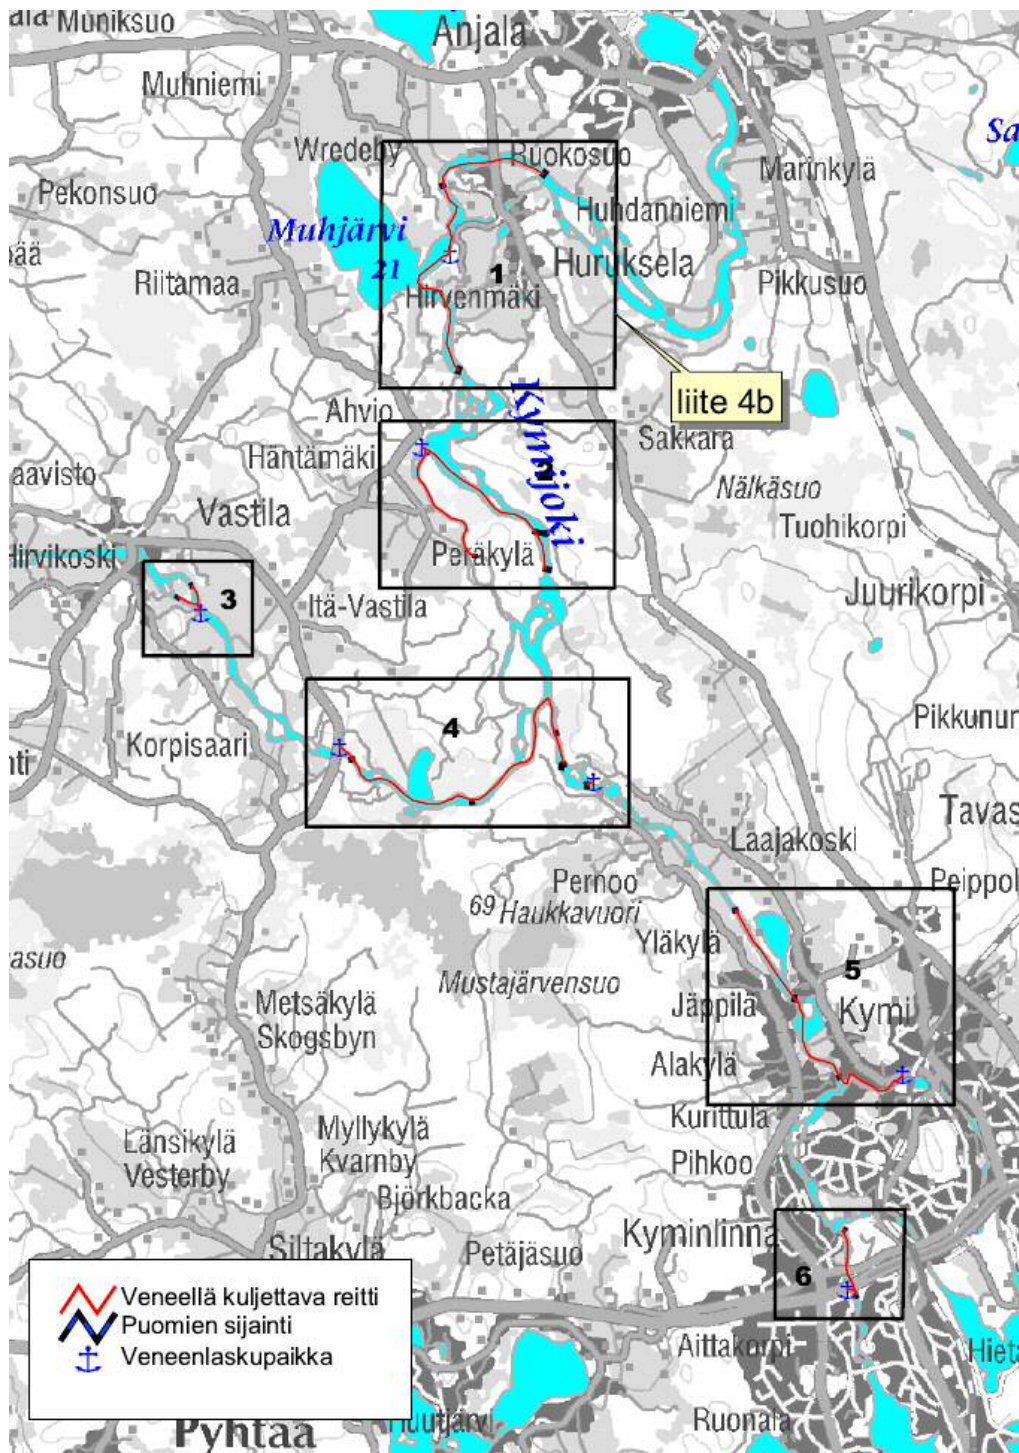 Muniksuo
Anjala
Muhniemi
Wredeby
Ruokosuo
Marinkylä
Pekonsuo
Huhdanniemi
Muhjärvi
21
Huruksela
Riitamaa
1
Hirvenmäki
Pikkusuo
liite 4b
Ahvio
Kymijoki
Sakkara
Häntämäki
2
Nälkäsuo
Vastila
Tuohikorpi
Hirvikoski
Peräkylä
3
Itä-Vastila
Juurikorpi
Korpisaari
4
Laajakoski
Pernoo
69 Haukkavuori
Yläkylä
Mustajärvensuo
5
Metsäkylä
Skogsbyn
Jäppilä
Kymi
Alakylä
Kurittula
Länsikylä
Vesterby
Myllykylä
Kvarnby
Pihkoo
Björkbacka
Kyminlinna
Siltakylä
Petäjäsuo
6
Veneellä kuljettava reitti
Puomien sijainti
Veneenlaskupaikka
Aittakorpi
Ruonala
Pyhtää